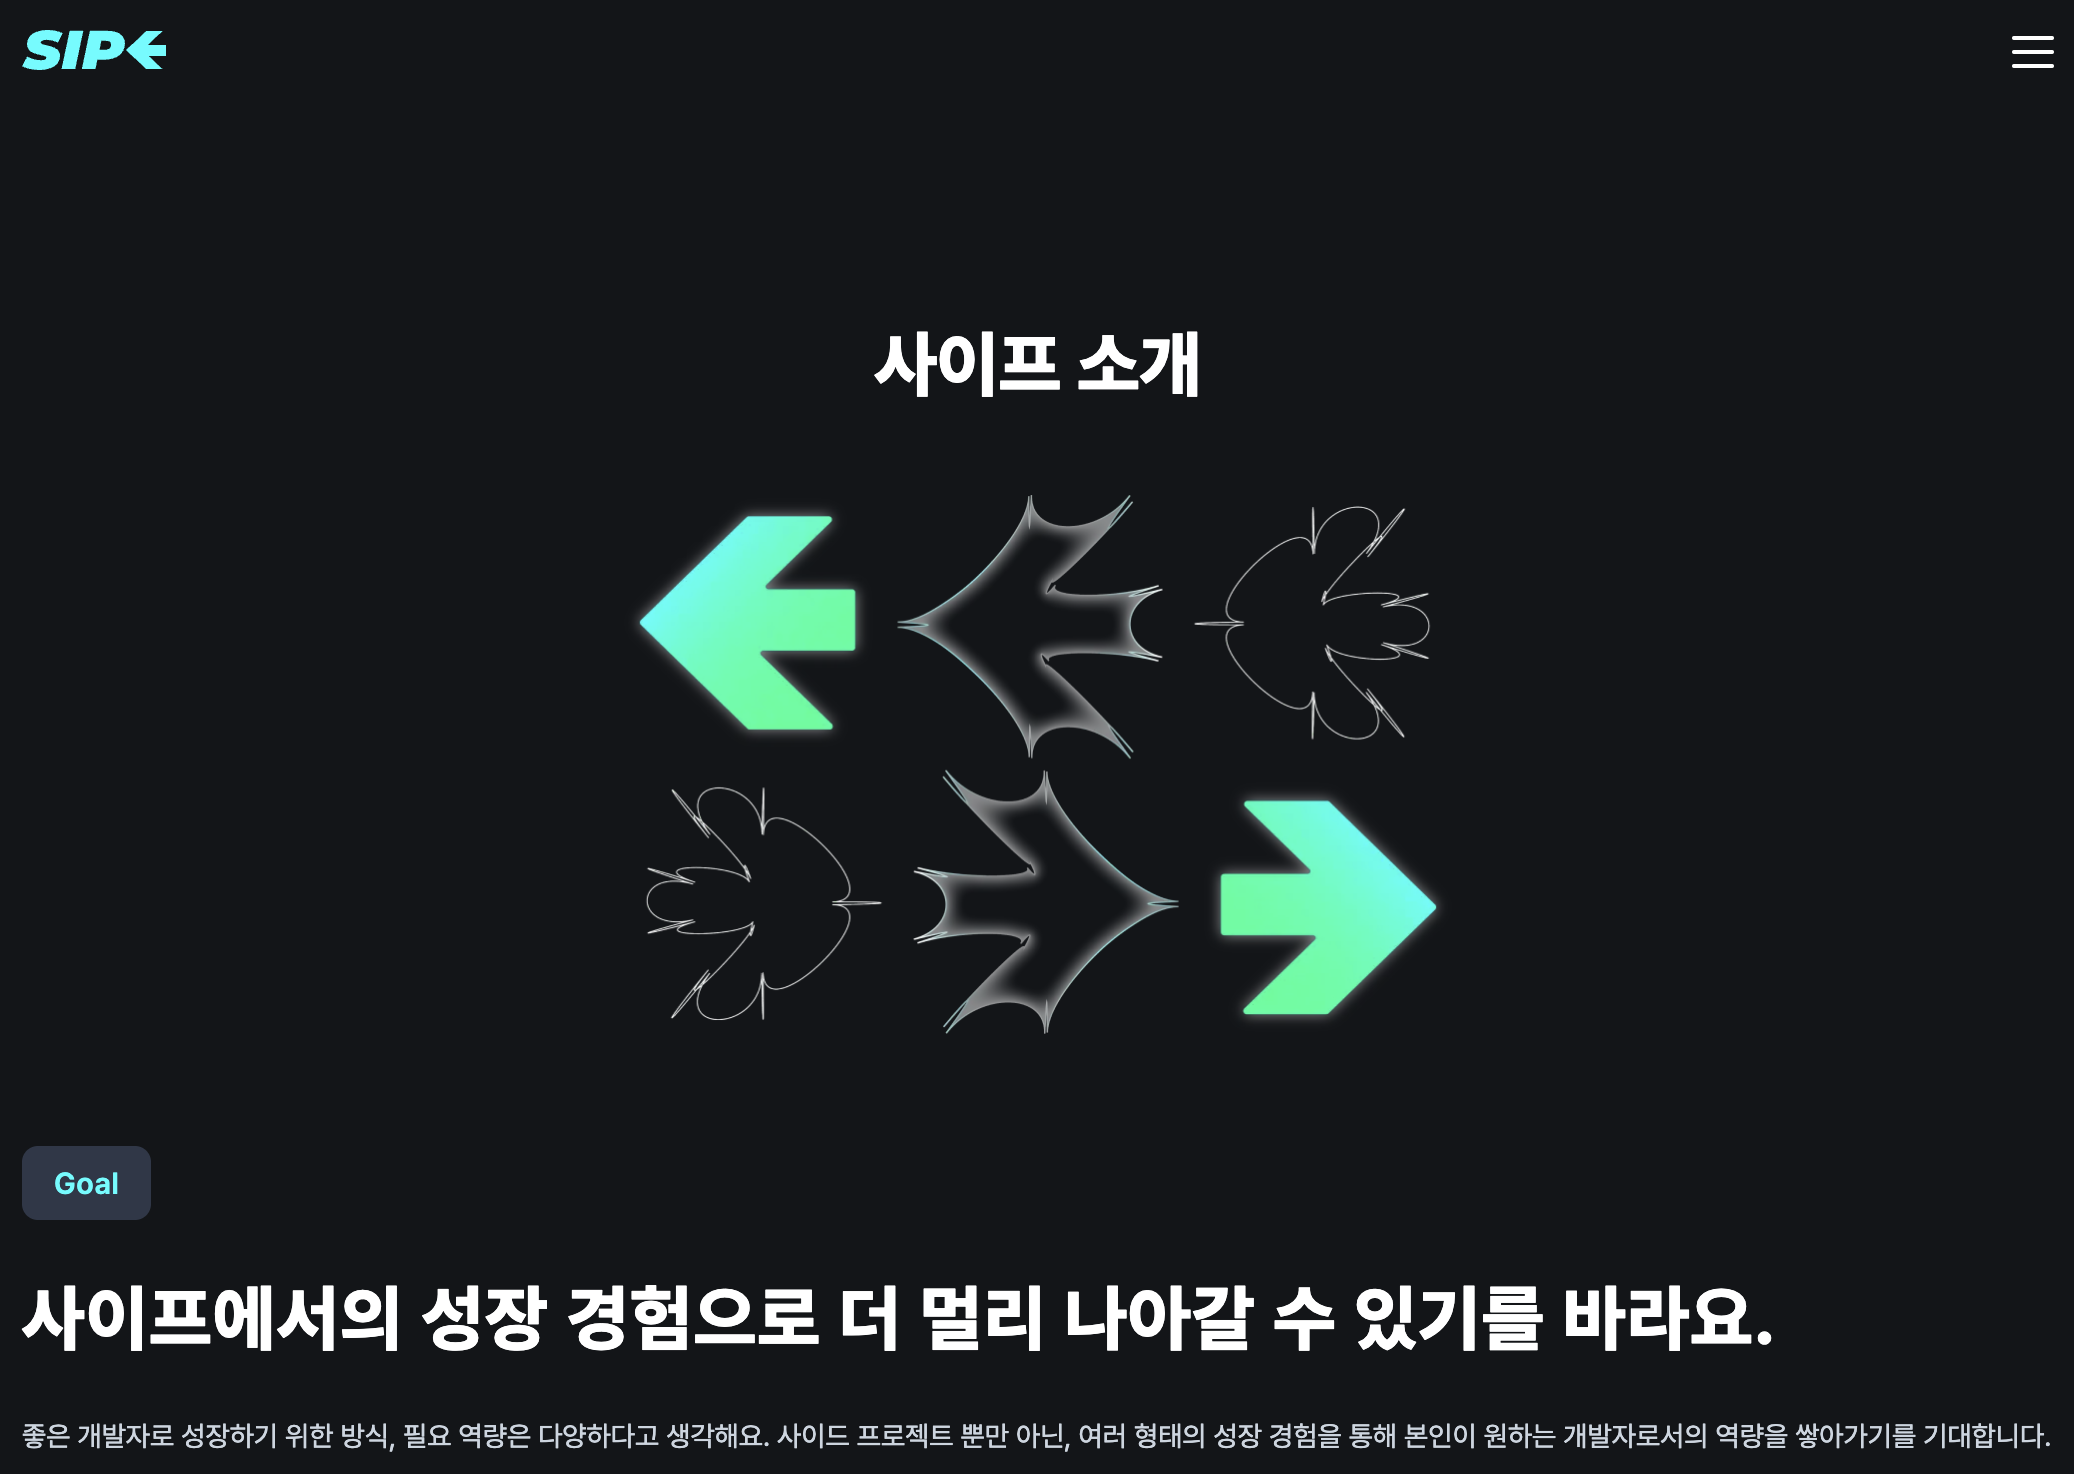 SIPE
사이프 소개
Goal
사이프에서의 성장 경험으로 더 멀리 나아갈 수 있기를 바라요.
좋은 개발자로 성장하기 위한 방식, 필요 역량은 다양하다고 생각해요. 사이드 프로젝트 뿐만 아닌, 여러 형태의 성장 경험을 통해 본인이 원하는 개발자로서의 역량을 쌓아가기를 기대합니다.